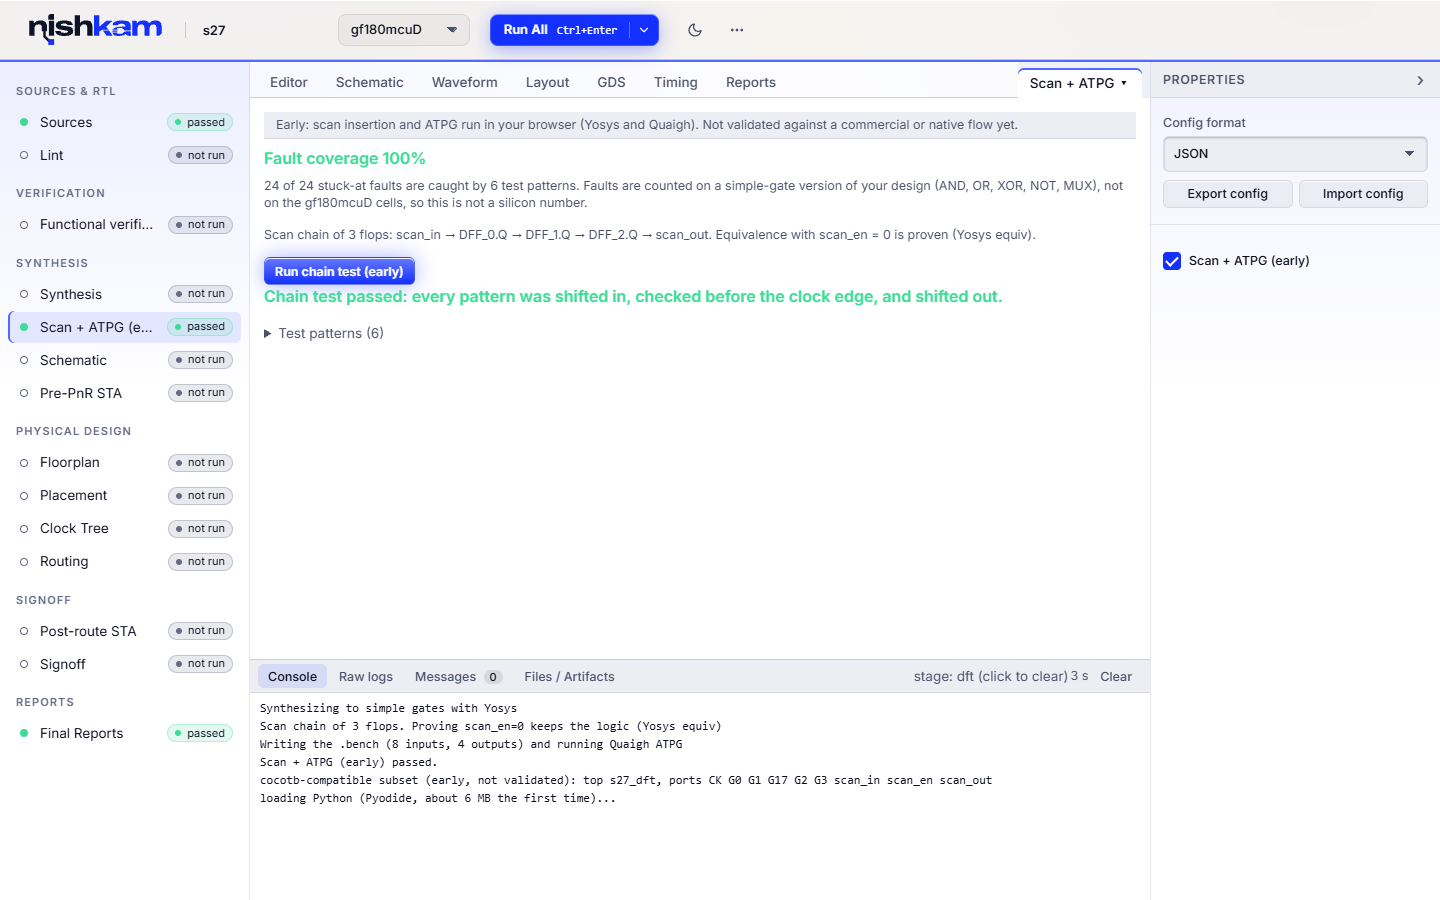 nishkam
s27
gf180mcuD
Run All Ctrl+Enter
SOURCES & RTL
Sources passed
Lint not run
VERIFICATION
Functional verifi... not run
SYNTHESIS
Synthesis not run
Scan + ATPG (e... passed
Schematic not run
Pre-PnR STA not run
PHYSICAL DESIGN
Floorplan not run
Placement not run
Clock Tree not run
Routing not run
SIGNOFF
Post-route STA not run
Signoff not run
REPORTS
Final Reports passed
Editor Schematic Waveform Layout GDS Timing Reports Scan + ATPG
Early: scan insertion and ATPG run in your browser (Yosys and Quaigh). Not validated against a commercial or native flow yet.
Fault coverage 100%
24 of 24 stuck-at faults are caught by 6 test patterns. Faults are counted on a simple-gate version of your design (AND, OR, XOR, NOT, MUX), not
on the gf180mcuD cells, so this is not a silicon number.
Scan chain of 3 flops: scan_in → DFF_0.Q → DFF_1.Q → DFF_2.Q → scan_out. Equivalence with scan_en = 0 is proven (Yosys equiv).
Run chain test (early)
Chain test passed: every pattern was shifted in, checked before the clock edge, and shifted out.
Test patterns (6)
Console Raw logs Messages 0 Files / Artifacts stage: dft (click to clear) 3 s Clear
Synthesizing to simple gates with Yosys
Scan chain of 3 flops. Proving scan_en=0 keeps the logic (Yosys equiv)
Writing the .bench (8 inputs, 4 outputs) and running Quaigh ATPG
Scan + ATPG (early) passed.
cocotb-compatible subset (early, not validated): top s27_dft, ports CK G0 G1 G17 G2 G3 scan_in scan_en scan_out
loading Python (Pyodide, about 6 MB the first time)...
PROPERTIES
Config format
JSON
Export config Import config
Scan + ATPG (early)